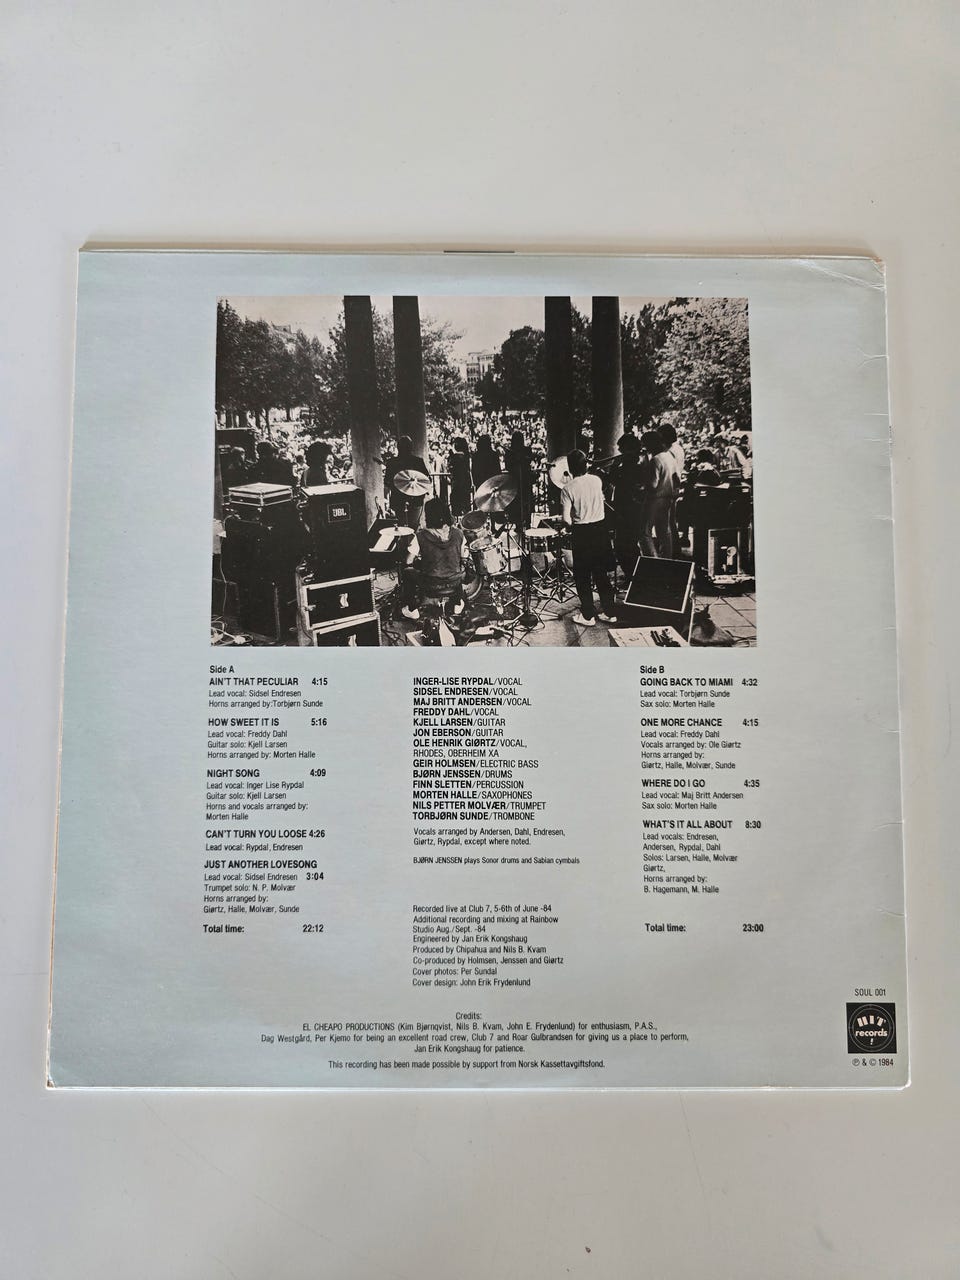 JBL
Side A
AIN'T THAT PECULIAR 4:15
Lead vocal: Sidsel Endresen
Horns arranged by:Torbjørn Sunde
HOW SWEET IT IS 5:16
Lead vocal: Freddy Dahl
Guitar solo: Kjell Larsen
Horns arranged by: Morten Halle
NIGHT SONG 4:09
Lead vocal: Inger Lise Rypdal
Guitar solo: Kjell Larsen
Horns and vocals arranged by:
Morten Halle
CAN'T TURN YOU LOOSE 4:26
Lead vocal: Rypdal, Endresen
JUST ANOTHER LOVESONG
Lead vocal: Sidsel Endresen 3:04
Trumpet solo: N. P. Molvær
Horns arranged by:
Giørtz, Halle, Molvær, Sunde
Total time: 22:12
INGER-LISE RYPDAL/VOCAL
SIDSEL ENDRESEN/VOCAL
MAJ BRITT ANDERSEN/VOCAL
FREDDY DAHL/VOCAL
KJELL LARSEN/GUITAR
JON EBERSON/GUITAR
OLE HENRIK GIØRTZ/VOCAL,
RHODES, OBERHEIM XA
GEIR HOLMSEN/ELECTRIC BASS
BJØRN JENSSEN/DRUMS
FINN SLETTEN/PERCUSSION
MORTEN HALLE/SAXOPHONES
NILS PETTER MOLVÆR/TRUMPET
TORBJØRN SUNDE/TROMBONE
Vocals arranged by Andersen, Dahl, Endresen,
Giørtz, Rypdal, except where noted.
BJØRN JENSSEN plays Sonor drums and Sabian cymbals
Recorded live at Club 7, 5-6th of June -84
Additional recording and mixing at Rainbow
Studio Aug./Sept. -84
Engineered by Jan Erik Kongshaug
Produced by Chipahua and Nils B. Kvam
Co-produced by Holmsen, Jenssen and Giørtz
Cover photos: Per Sundal
Cover design: John Erik Frydenlund
Side B
GOING BACK TO MIAMI 4:32
Lead vocal: Torbjørn Sunde
Sax solo: Morten Halle
ONE MORE CHANCE 4:15
Lead vocal: Freddy Dahl
Vocals arranged by: Ole Giørtz
Horns arranged by:
Giørtz, Halle, Molvær, Sunde
WHERE DO I GO 4:35
Lead vocal: Maj Britt Andersen
Sax solo: Morten Halle
WHAT'S IT ALL ABOUT 8:30
Lead vocals: Endresen,
Andersen, Rypdal, Dahl
Solos: Larsen, Halle, Molvær
Giørtz,
Horns arranged by:
B. Hagemann, M. Halle
Total time: 23:00
Credits:
EL CHEAPO PRODUCTIONS (Kim Bjørnqvist, Nils B. Kvam, John E. Frydenlund) for enthusiasm, P.A.S.,
Dag Westgård, Per Kjemo for being an excellent road crew, Club 7 and Roar Gulbrandsen for giving us a place to perform,
Jan Erik Kongshaug for patience.
This recording has been made possible by support from Norsk Kassettavgiftsfond.
SOUL 001
HIT
records
!
℗ & © 1984